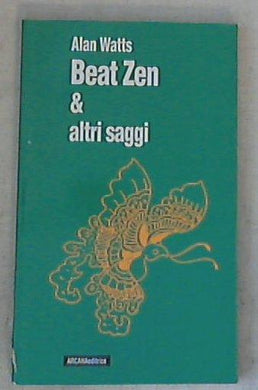 Alan Watts
Beat Zen
&
altri saggi
ARCANAeditrice